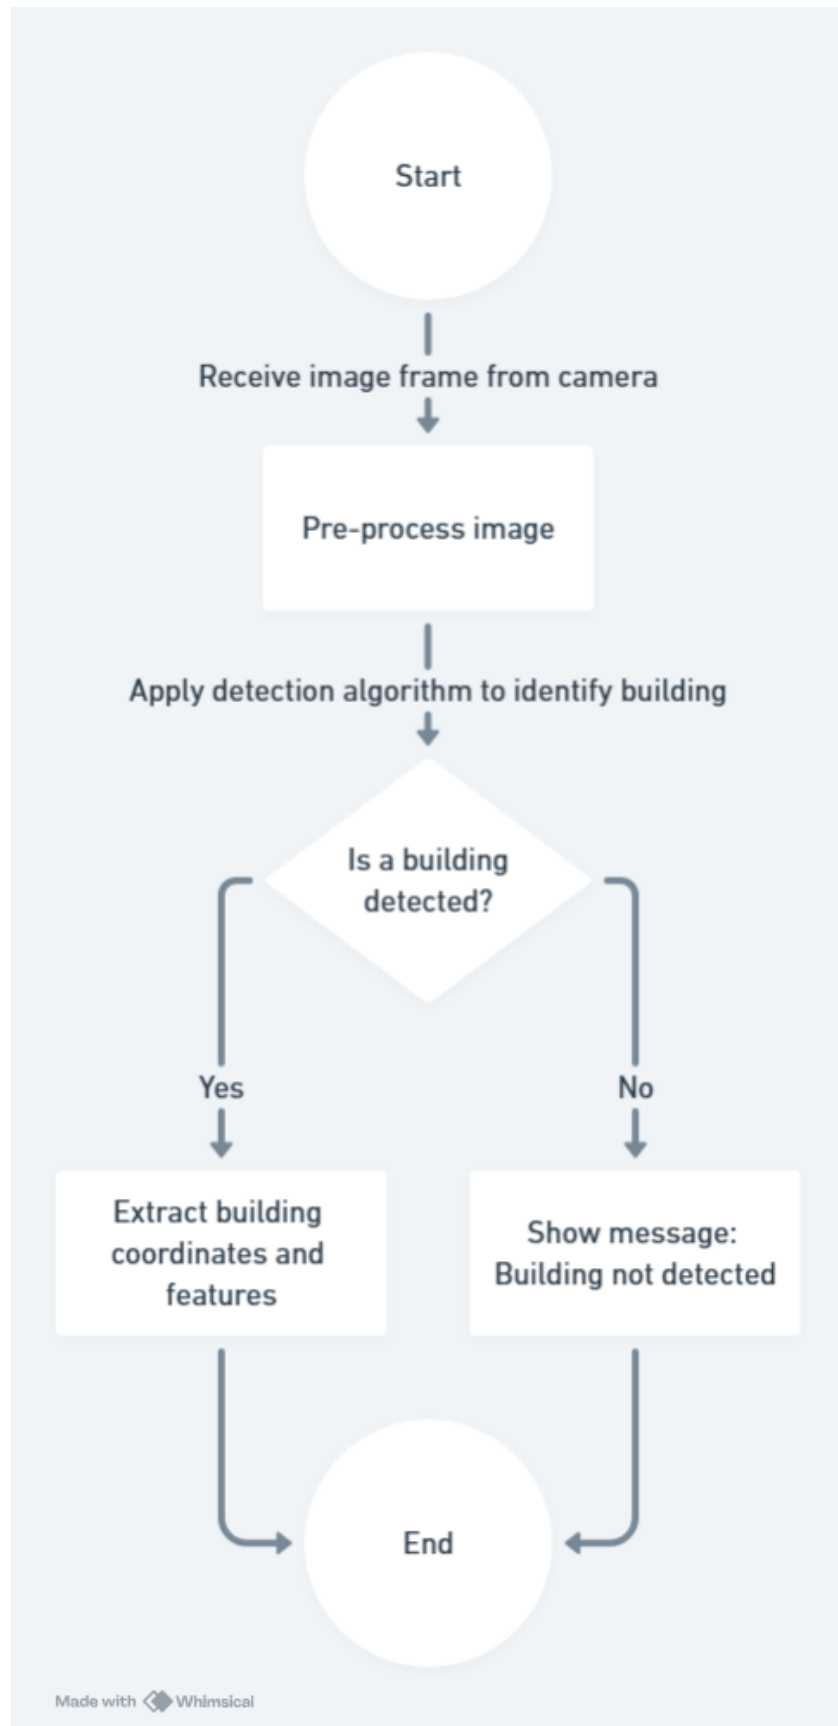 Start
Receive image frame from camera
Pre-process image
Apply detection algorithm to identify building
Is a building
detected?
Yes
No
Extract building
coordinates and
features
Show message:
Building not detected
End
Made with Whimsical